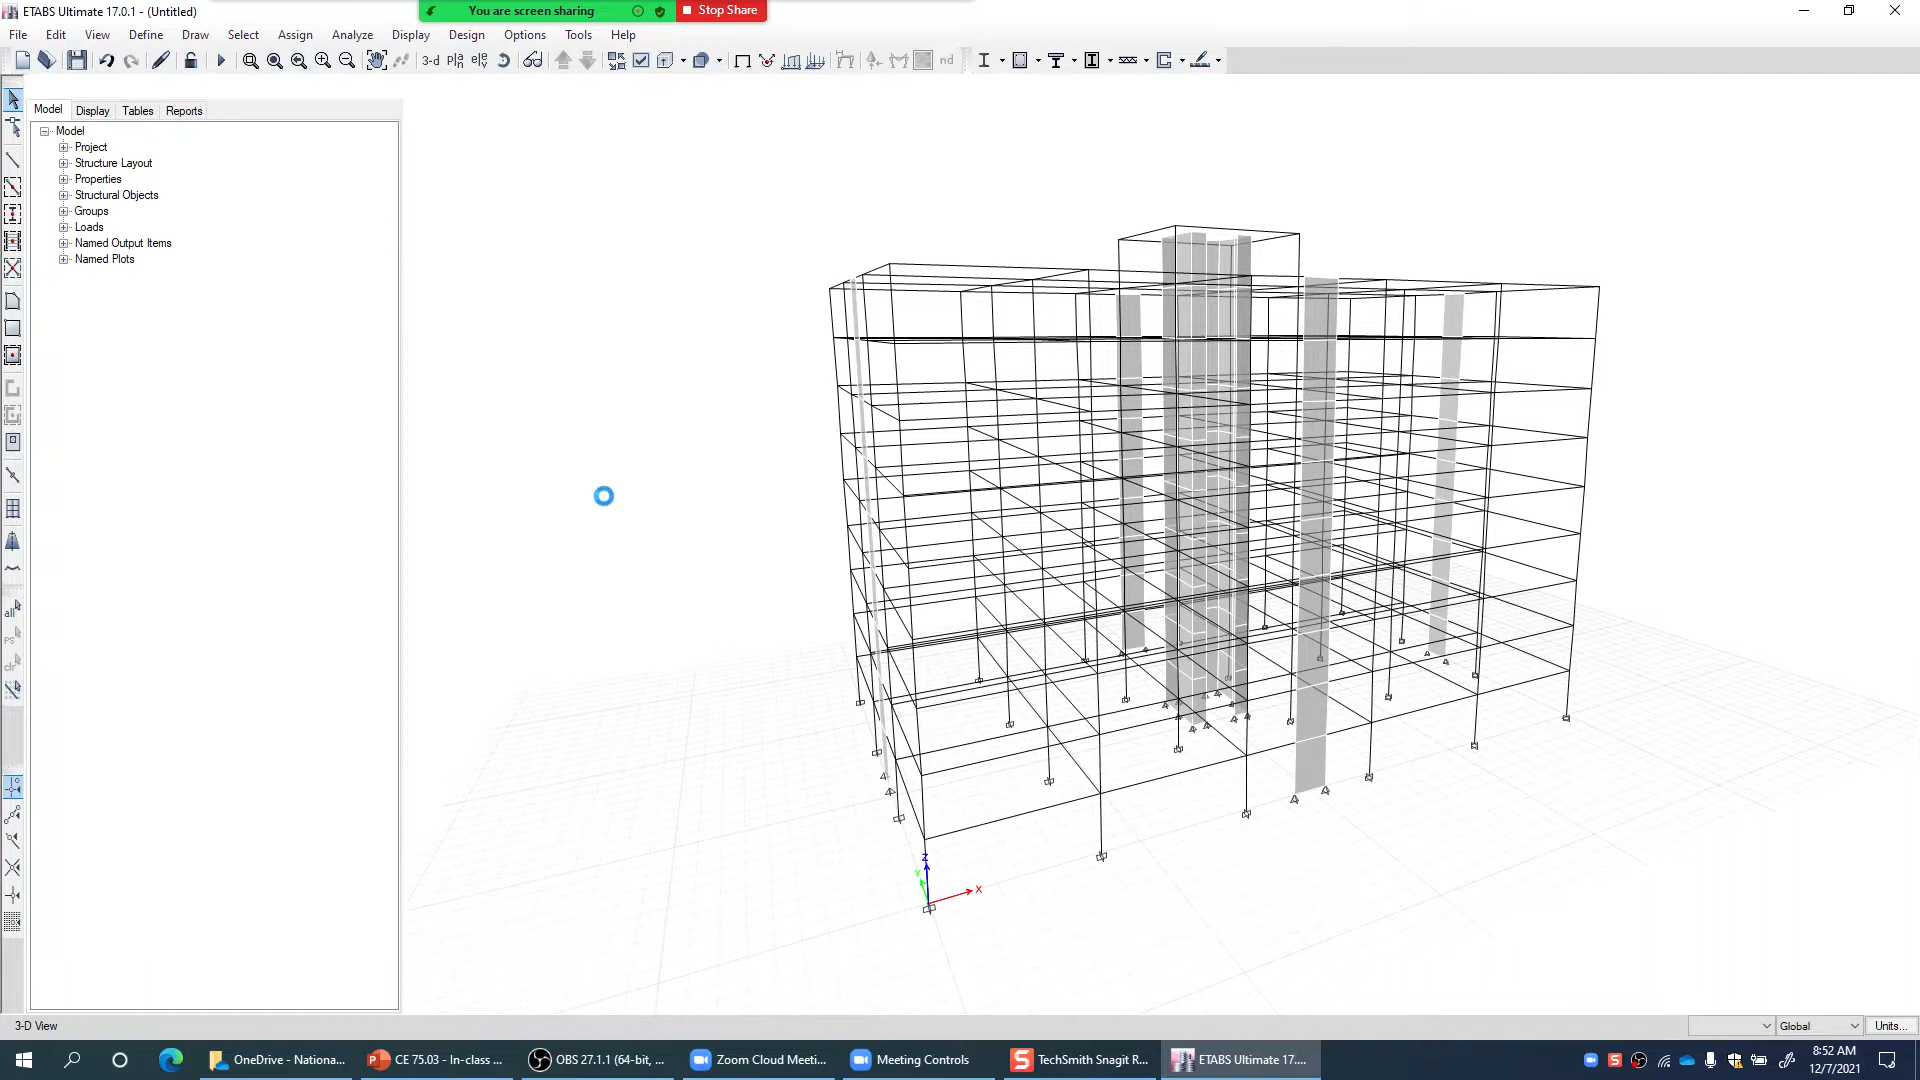 ETABS Ultimate 17.0.1 - (Untitled)
You are screen sharing
Stop Share
File Edit View Define Draw Select Assign Analyze Display Design Options Tools Help
3-d
nd
Model Display Tables Reports
Model
Project
Structure Layout
Properties
Structural Objects
Groups
Loads
Named Output Items
Named Plots
all
ps
clr
Z
Y
X
3-D View
Global
Units...
OneDrive - Nationa...
CE 75.03 - In-class ...
OBS 27.1.1 (64-bit, ...
Zoom Cloud Meeti...
Meeting Controls
TechSmith Snagit R...
ETABS Ultimate 17....
8:52 AM
12/7/2021